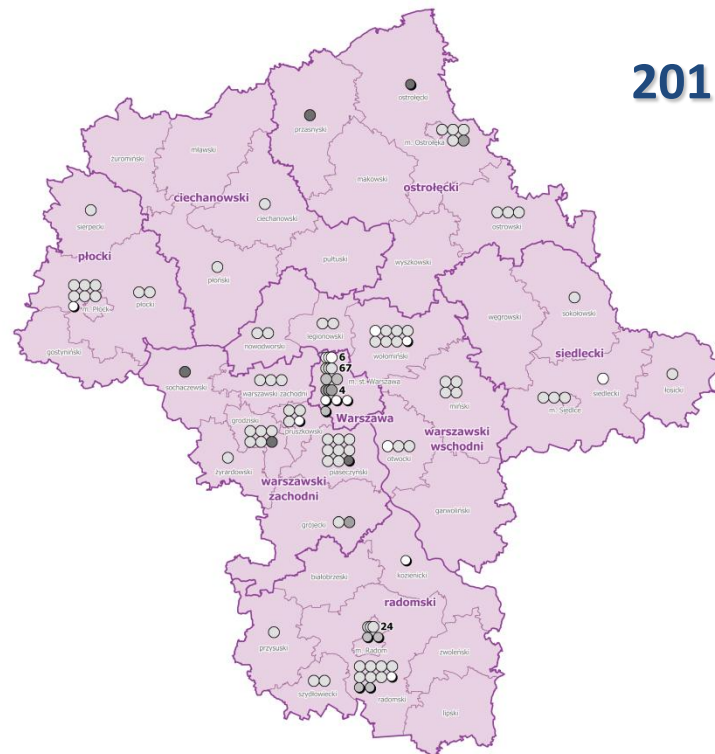 201
ostrołęcki
przasnyski
m. Ostrołęka
mławski
żuromiński
makowski
ciechanowski
ostrołęcki
ciechanowski
ostrowski
sierpecki
płocki
pułtuski
wyszkowski
płoński
węgrowski
sokołowski
płocki
m. Płock
legionowski
nowodworski
wołomiński
siedlecki
gostyniński
6
67
m. st. Warszawa
4
sochaczewski
warszawski zachodni
miński
siedlecki
łosicki
m. Siedlce
Warszawa
grodziski
pruszkowski
warszawski
wschodni
otwocki
piaseczyński
żyrardowski
warszawski
zachodni
garwoliński
grójecki
kozienicki
białobrzeski
radomski
24
przysuski
m. Radom
zwoleński
szydłowiecki
radomski
lipski